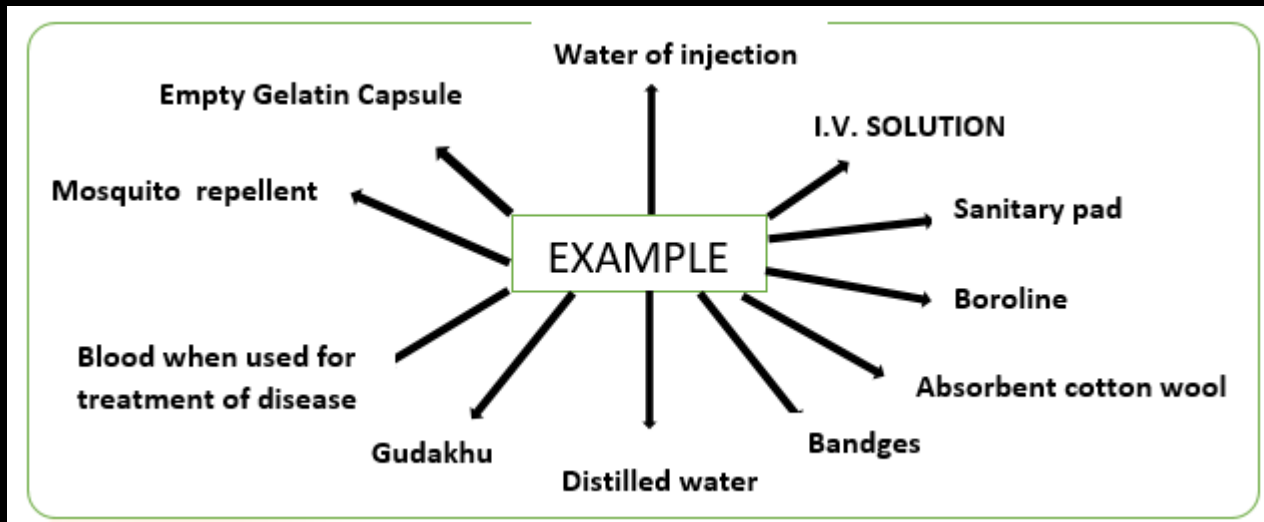 Water of injection
Empty Gelatin Capsule
I.V. SOLUTION
Mosquito repellent
Sanitary pad
EXAMPLE
Boroline
Blood when used for
treatment of disease
Absorbent cotton wool
Gudakhu
Bandges
Distilled water